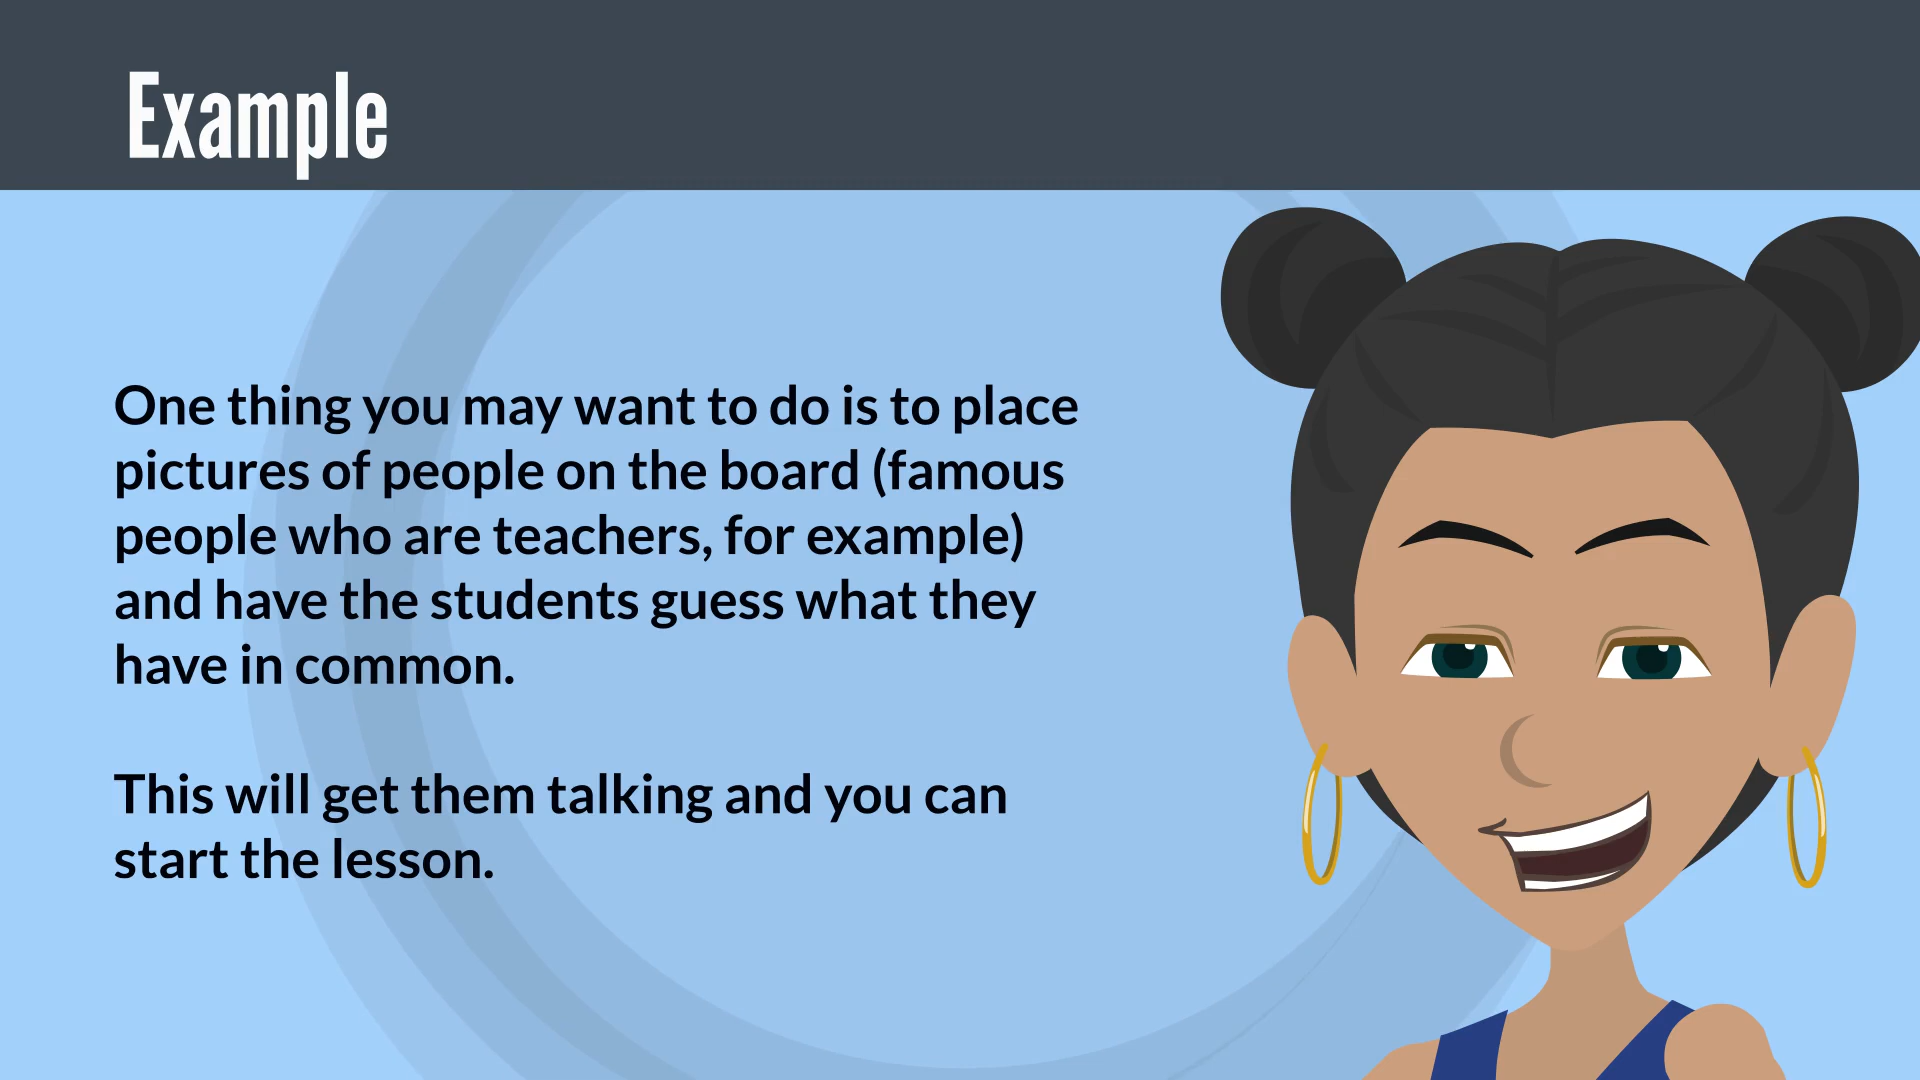 Example
One thing you may want to do is to place
pictures of people on the board (famous
people who are teachers, for example)
and have the students guess what they
have in common.
This will get them talking and you can
start the lesson.